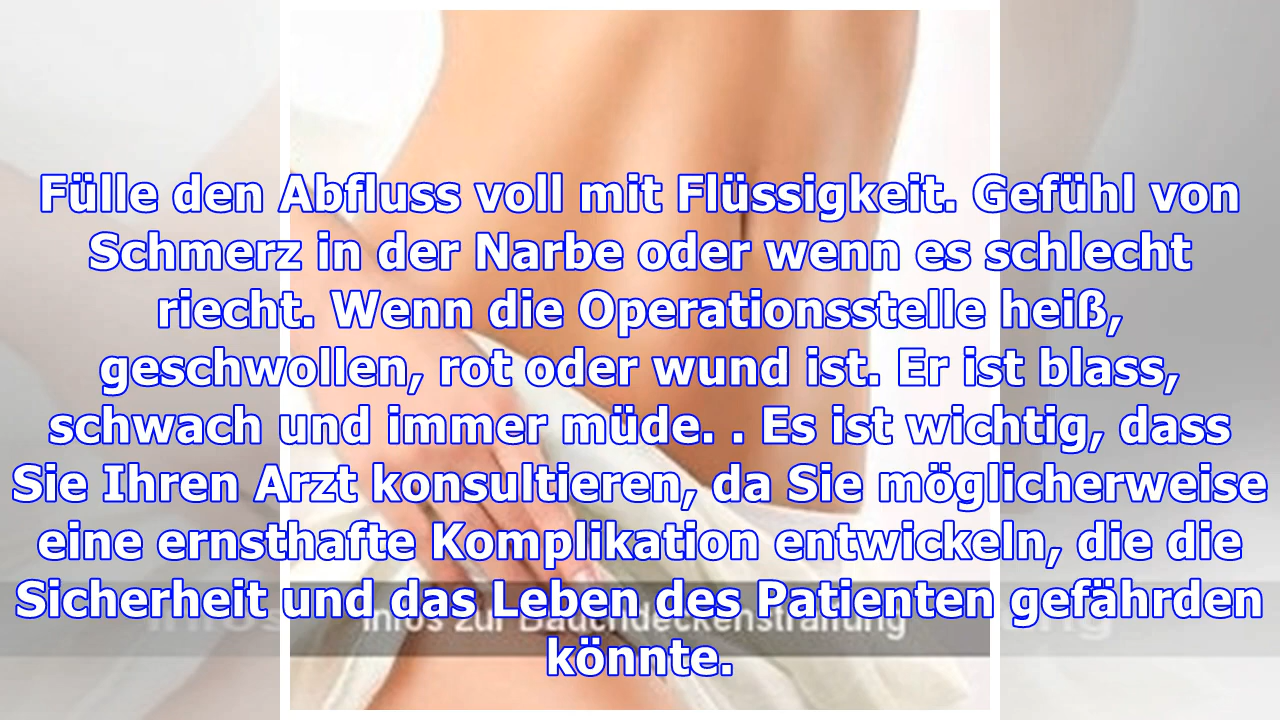 Fülle den Abfluss voll mit Flüssigkeit. Gefühl von
Schmerz in der Narbe oder wenn es schlecht
riecht. Wenn die Operationsstelle heiß,
geschwollen, rot oder wund ist. Er ist blass,
schwach und immer müde. . Es ist wichtig, dass
Sie Ihren Arzt konsultieren, da Sie möglicherweise
eine ernsthafte Komplikation entwickeln, die die
Sicherheit und das Leben des Patienten gefährden
könnte.
Infos zur Bauchdeckenstraffung